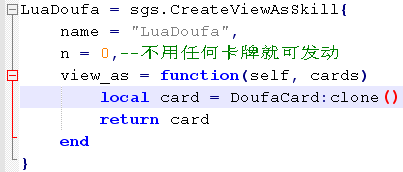 LuaDoufa = sgs.CreateViewAsSkill{
    name = "LuaDoufa",
    n = 0,--不用任何卡牌就可发动
    view_as = function(self, cards)
        local card = DoufaCard:clone()
        return card
    end
}